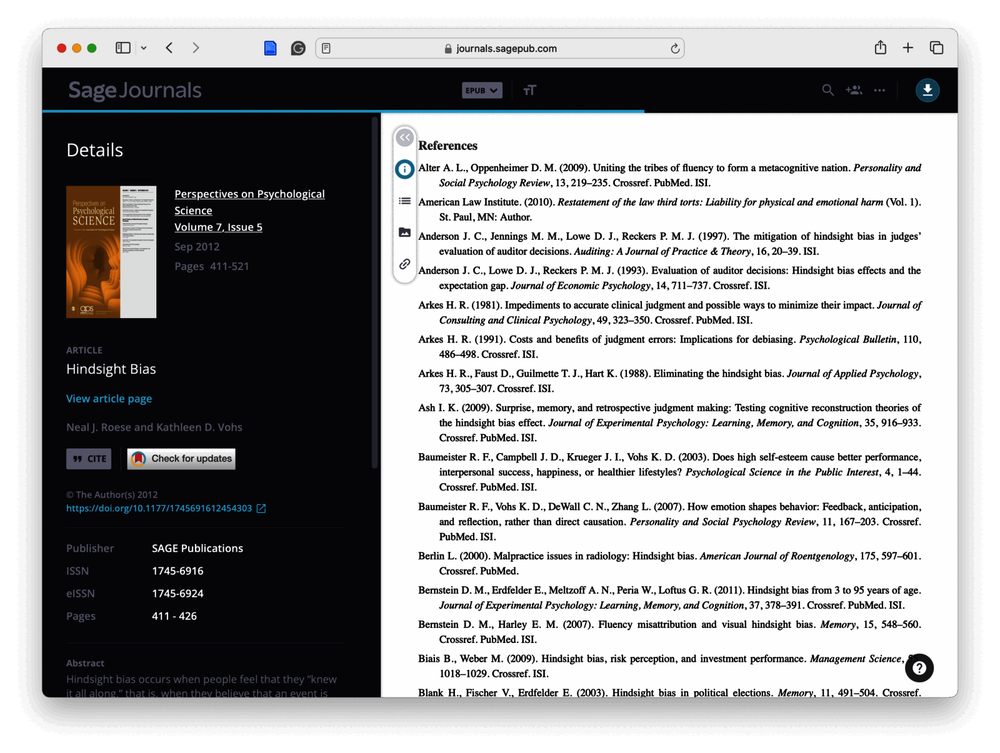 journals.sagepub.com
Sage Journals
EPUB
TT
Details
Perspectives on
Psychological
SCIENCE
aps
Perspectives on Psychological
Science
Volume 7, Issue 5
Sep 2012
Pages 411-521
ARTICLE
Hindsight Bias
View article page
Neal J. Roese and Kathleen D. Vohs
CITE
Check for updates
© The Author(s) 2012
https://doi.org/10.1177/1745691612454303
Publisher SAGE Publications
ISSN 1745-6916
eISSN 1745-6924
Pages 411 - 426
Abstract
Hindsight bias occurs when people feel that they “knew
it all along,” that is, when they believe that an event is
References
Alter A. L., Oppenheimer D. M. (2009). Uniting the tribes of fluency to form a metacognitive nation. Personality and
Social Psychology Review, 13, 219–235. Crossref. PubMed. ISI.
American Law Institute. (2010). Restatement of the law third torts: Liability for physical and emotional harm (Vol. 1).
St. Paul, MN: Author.
Anderson J. C., Jennings M. M., Lowe D. J., Reckers P. M. J. (1997). The mitigation of hindsight bias in judges’
evaluation of auditor decisions. Auditing: A Journal of Practice & Theory, 16, 20–39. ISI.
Anderson J. C., Lowe D. J., Reckers P. M. J. (1993). Evaluation of auditor decisions: Hindsight bias effects and the
expectation gap. Journal of Economic Psychology, 14, 711–737. Crossref. ISI.
Arkes H. R. (1981). Impediments to accurate clinical judgment and possible ways to minimize their impact. Journal of
Consulting and Clinical Psychology, 49, 323–350. Crossref. PubMed. ISI.
Arkes H. R. (1991). Costs and benefits of judgment errors: Implications for debiasing. Psychological Bulletin, 110,
486–498. Crossref. ISI.
Arkes H. R., Faust D., Guilmette T. J., Hart K. (1988). Eliminating the hindsight bias. Journal of Applied Psychology,
73, 305–307. Crossref. ISI.
Ash I. K. (2009). Surprise, memory, and retrospective judgment making: Testing cognitive reconstruction theories of
the hindsight bias effect. Journal of Experimental Psychology: Learning, Memory, and Cognition, 35, 916–933.
Crossref. PubMed. ISI.
Baumeister R. F., Campbell J. D., Krueger J. I., Vohs K. D. (2003). Does high self-esteem cause better performance,
interpersonal success, happiness, or healthier lifestyles? Psychological Science in the Public Interest, 4, 1–44.
Crossref. PubMed. ISI.
Baumeister R. F., Vohs K. D., DeWall C. N., Zhang L. (2007). How emotion shapes behavior: Feedback, anticipation,
and reflection, rather than direct causation. Personality and Social Psychology Review, 11, 167–203. Crossref.
PubMed. ISI.
Berlin L. (2000). Malpractice issues in radiology: Hindsight bias. American Journal of Roentgenology, 175, 597–601.
Crossref. PubMed.
Bernstein D. M., Erdfelder E., Meltzoff A. N., Peria W., Loftus G. R. (2011). Hindsight bias from 3 to 95 years of age.
Journal of Experimental Psychology: Learning, Memory, and Cognition, 37, 378–391. Crossref. PubMed. ISI.
Bernstein D. M., Harley E. M. (2007). Fluency misattribution and visual hindsight bias. Memory, 15, 548–560.
Crossref. PubMed. ISI.
Biais B., Weber M. (2009). Hindsight bias, risk perception, and investment performance. Management Science,
1018–1029. Crossref. ISI.
Blank H., Fischer V., Erdfelder E. (2003). Hindsight bias in political elections. Memory, 11, 491–504. Crossref.